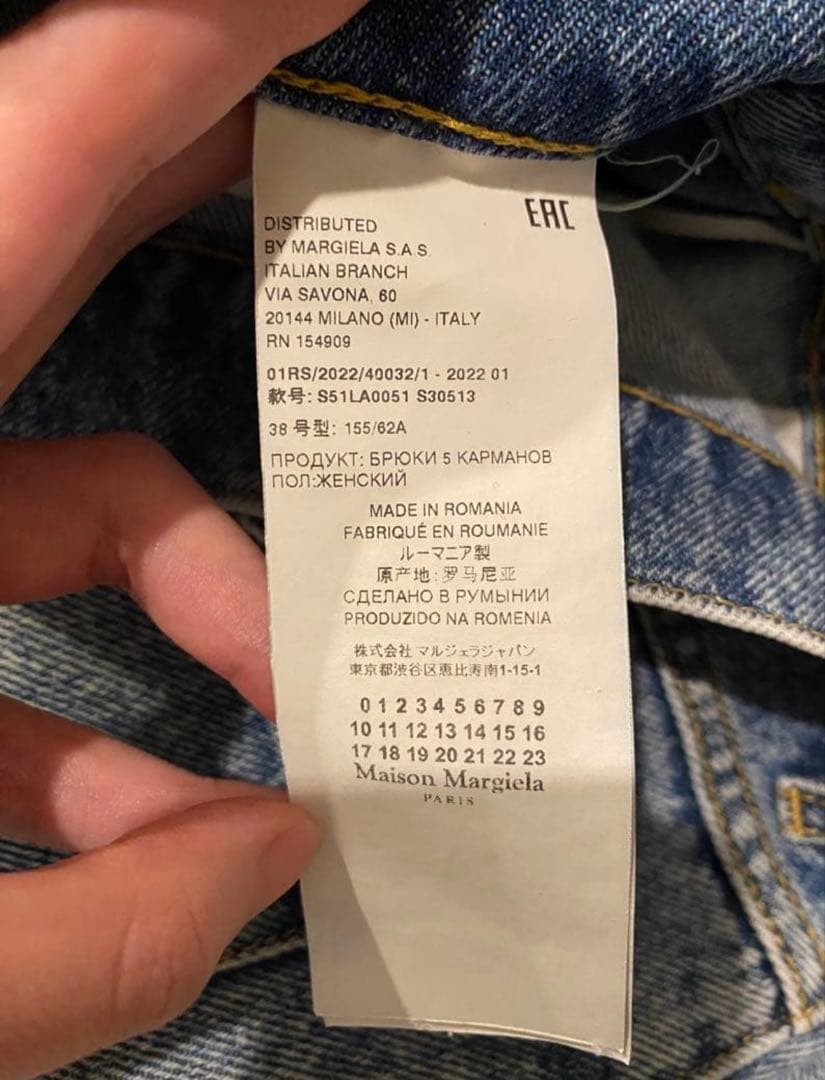 EAC
DISTRIBUTED
BY MARGIELA S.A.S.
ITALIAN BRANCH
VIA SAVONA, 60
20144 MILANO (MI) - ITALY
RN 154909
01RS/2022/40032/1 - 2022 01
款号: S51LA0051 S30513
38 号型: 155/62A
ПРОДУКТ: БРЮКИ 5 КАРМАНОВ
ПОЛ:ЖЕНСКИЙ
MADE IN ROMANIA
FABRIQUÉ EN ROUMANIE
ルーマニア製
原产地: 罗马尼亚
СДЕЛАНО В РУМЫНИИ
PRODUZIDO NA ROMENIA
株式会社 マルジェラジャパン
東京都渋谷区恵比寿南1-15-1
0 1 2 3 4 5 6 7 8 9
10 11 12 13 14 15 16
17 18 19 20 21 22 23
Maison Margiela
PARIS